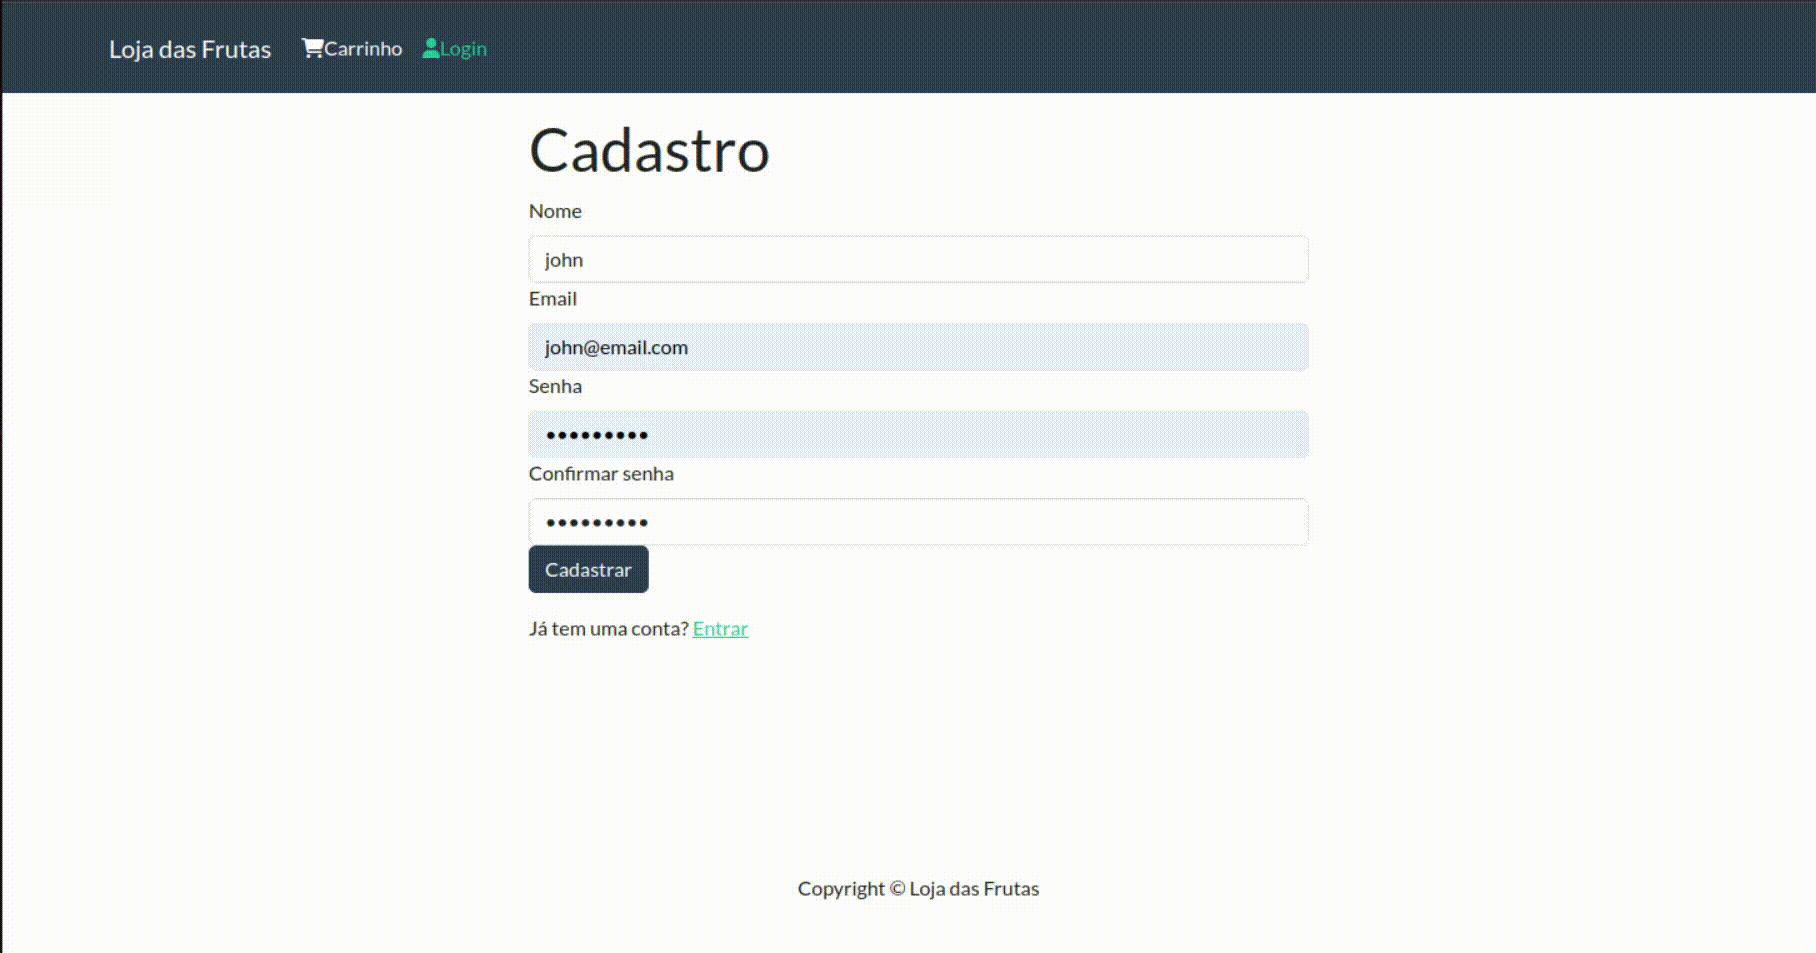 Loja das Frutas Carrinho Login
Cadastro
Nome
john
Email
john@email.com
Senha
•••••••••
Confirmar senha
•••••••••
Cadastrar
Já tem uma conta? Entrar
Copyright © Loja das Frutas